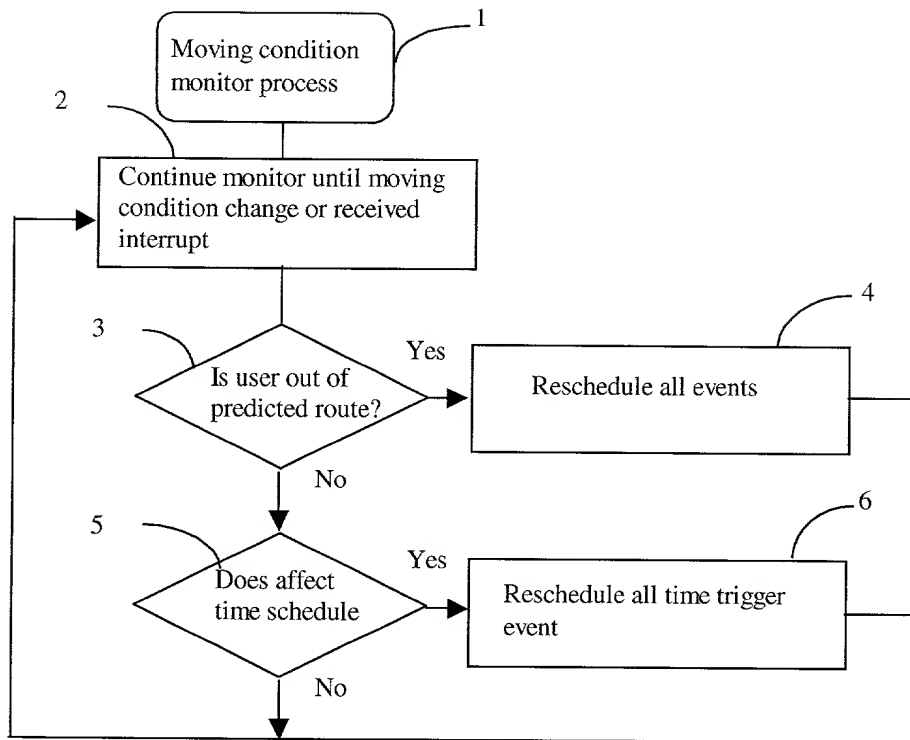 1
Moving condition
monitor process
2
Continue monitor until moving
condition change or received
interrupt
3
Is user out of
predicted route?
Yes
4
Reschedule all events
No
5
Does affect
time schedule
Yes
6
Reschedule all time trigger
event
No